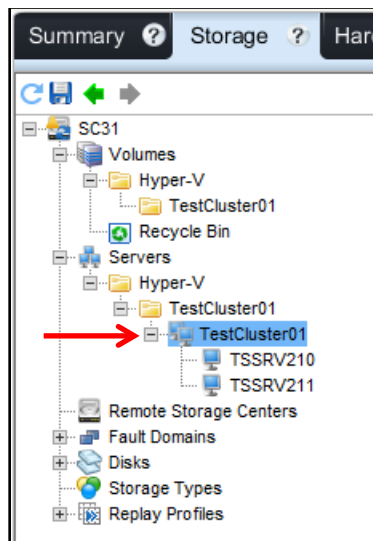 Summary ? Storage ? Har
SC31
Volumes
Hyper-V
TestCluster01
Recycle Bin
Servers
Hyper-V
TestCluster01
TestCluster01
TSSRV210
TSSRV211
Remote Storage Centers
Fault Domains
Disks
Storage Types
Replay Profiles